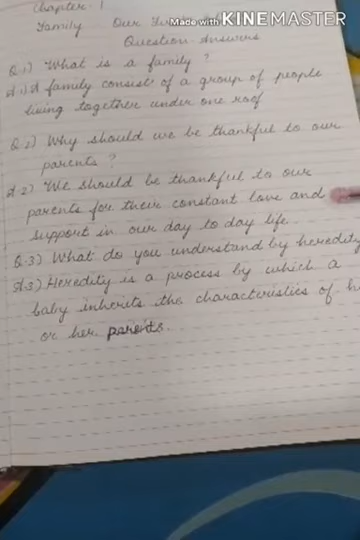 Chapter - 1
Family Our
Made with KINEMASTER
Question Answers
Q.1) What is a family ?
A.1) A family consist of a group of people
living together under one roof
Q.2) Why should we be thankful to our
parents ?
A.2) We should be thankful to our
parents for their constant love and
support in our day to day life.
Q.3) What do you understand by heredity
A.3) Heredity is a process by which a
baby inherits the characteristics of
or her parents.